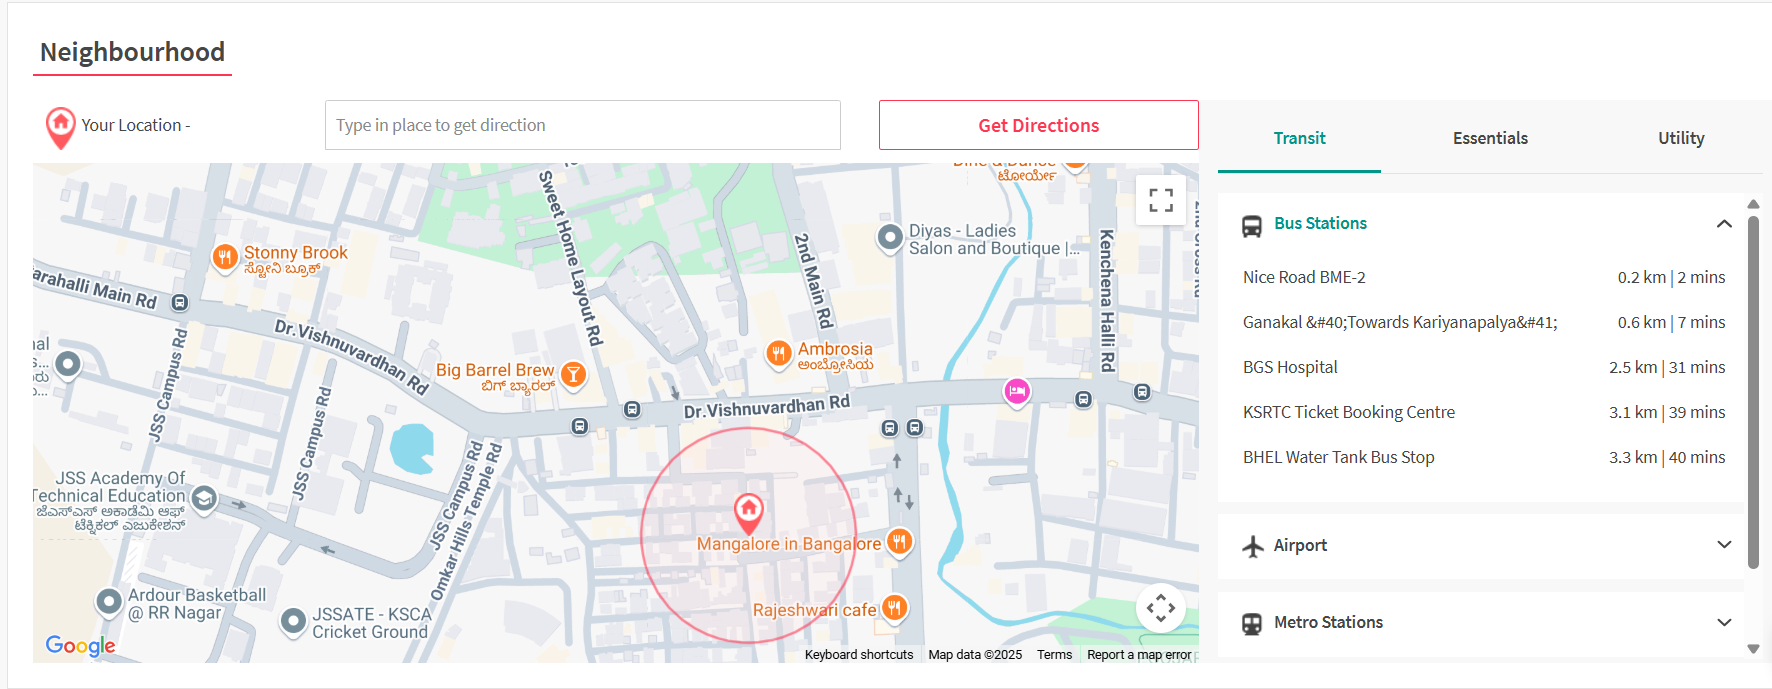 Neighbourhood
Your Location -
Type in place to get direction
Get Directions
Transit
Essentials
Utility
Bus Stations
Nice Road BME-2
0.2 km | 2 mins
Ganakal &#40;Towards Kariyanapalya&#41;
0.6 km | 7 mins
BGS Hospital
2.5 km | 31 mins
KSRTC Ticket Booking Centre
3.1 km | 39 mins
BHEL Water Tank Bus Stop
3.3 km | 40 mins
Airport
Metro Stations
ಟೋರ್ಯೇ
Sweet Home Layout Rd
2nd Main Rd
Diyas - Ladies
Salon and Boutique |...
Kenchena Halli Rd
Stonny Brook
ಸ್ಟೋನಿ ಬ್ರೂಕ್
arahalli Main Rd
Dr.Vishnuvardhan Rd
JSS Campus Rd
Big Barrel Brew
ಬಿಗ್ ಬ್ಯಾರಲ್
Ambrosia
ಅಂಬ್ರೋಸಿಯ
Dr.Vishnuvardhan Rd
JSS Campus Rd
JSS Campus Rd
Omkar Hills Temple Rd
JSS Academy Of
Technical Education
ಜೆಎಸ್ಎಸ್ ಅಕಾಡೆಮಿ ಆಫ್
ಟೆಕ್ನಿಕಲ್ ಎಜುಕೇಶನ್
Mangalore in Bangalore
Ardour Basketball
@ RR Nagar
JSSATE - KSCA
Cricket Ground
Rajeshwari cafe
Google
Keyboard shortcuts
Map data ©2025
Terms
Report a map error